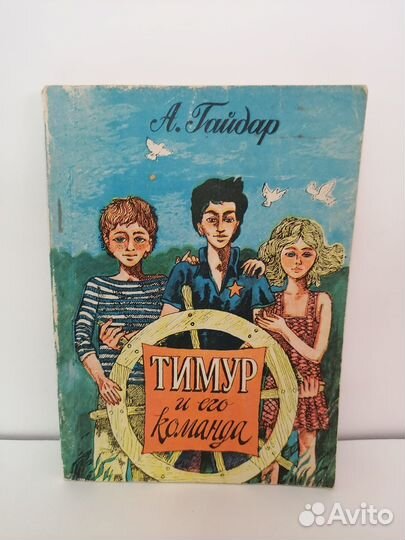 А. Гайдар
ТИМУР
и его
команда
Avito